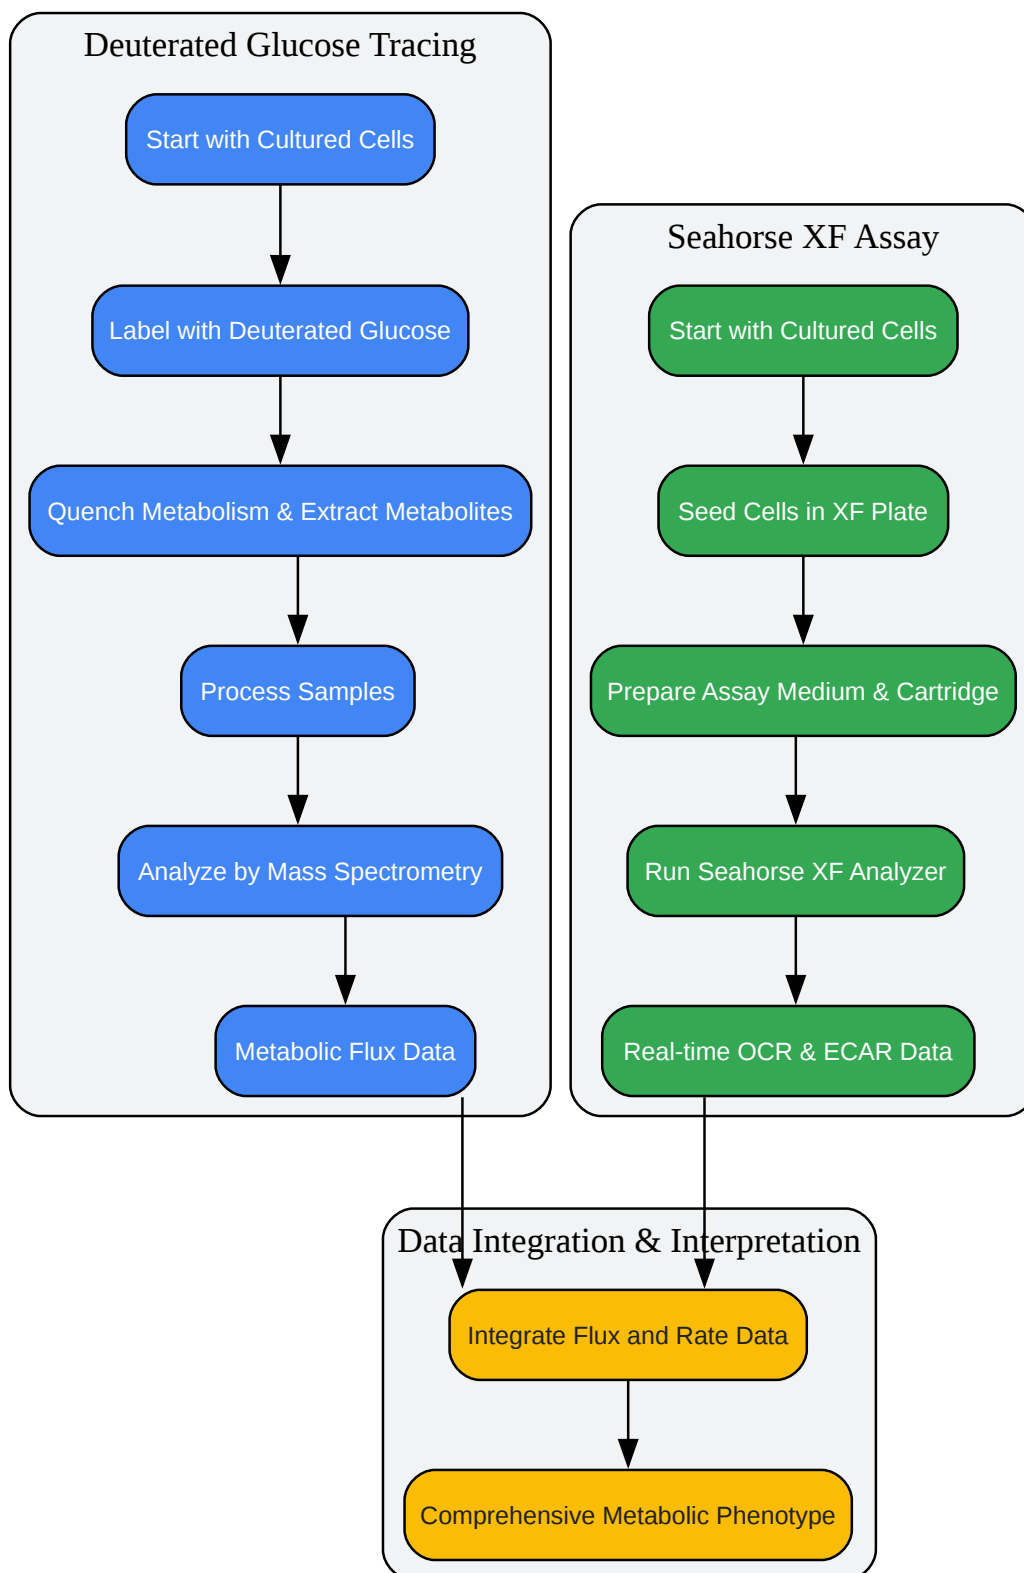 Deuterated Glucose Tracing
Start with Cultured Cells
Label with Deuterated Glucose
Quench Metabolism & Extract Metabolites
Process Samples
Analyze by Mass Spectrometry
Metabolic Flux Data
Seahorse XF Assay
Start with Cultured Cells
Seed Cells in XF Plate
Prepare Assay Medium & Cartridge
Run Seahorse XF Analyzer
Real-time OCR & ECAR Data
Data Integration & Interpretation
Integrate Flux and Rate Data
Comprehensive Metabolic Phenotype